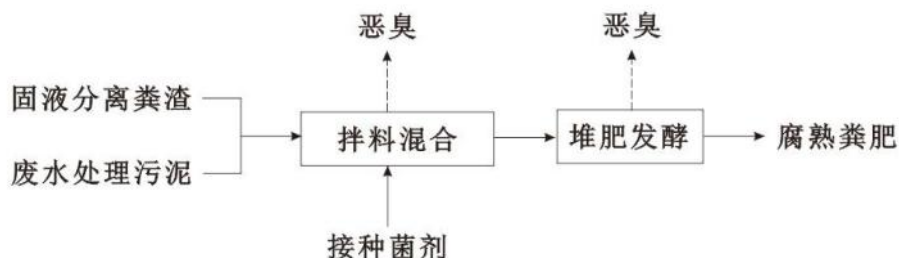 恶臭
恶臭
固液分离粪渣
拌料混合
堆肥发酵
腐熟粪肥
废水处理污泥
接种菌剂